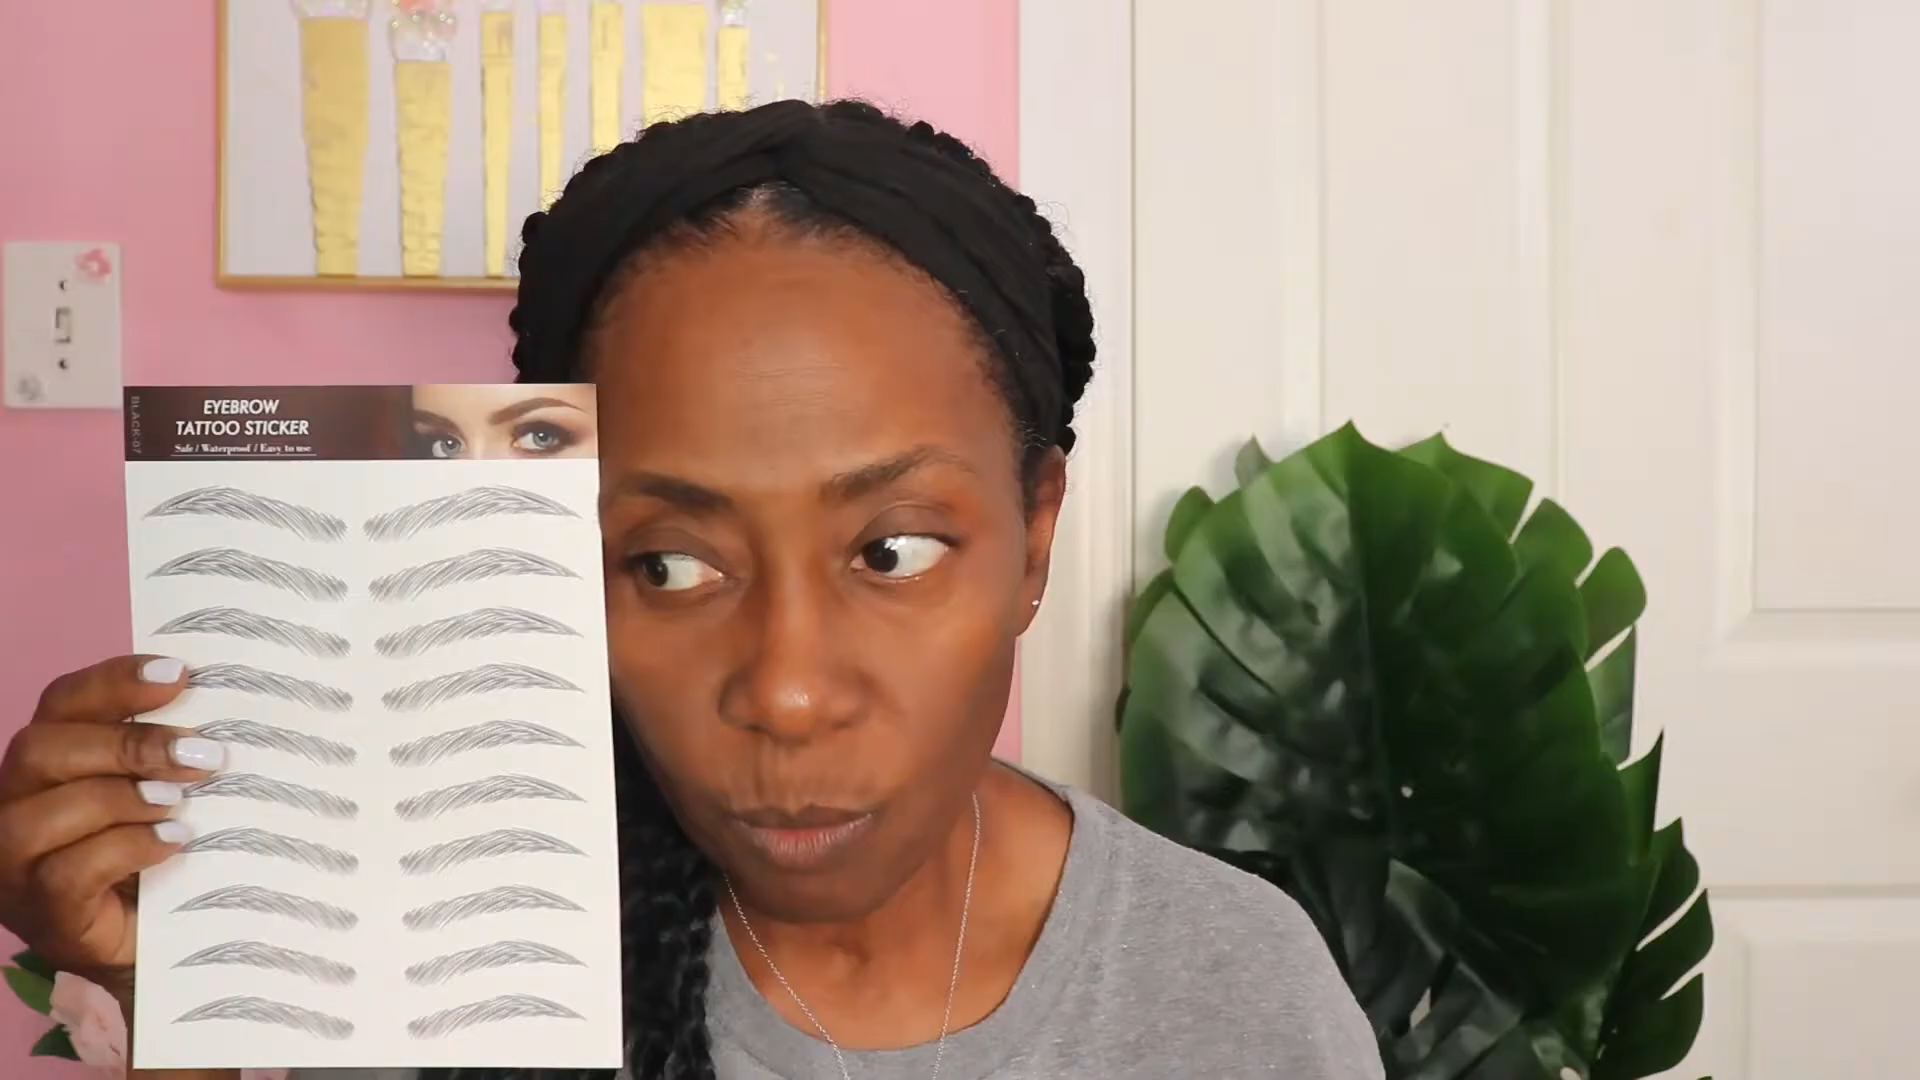 BLACK-07
EYEBROW
TATTOO STICKER
Safe / Waterproof / Easy to use